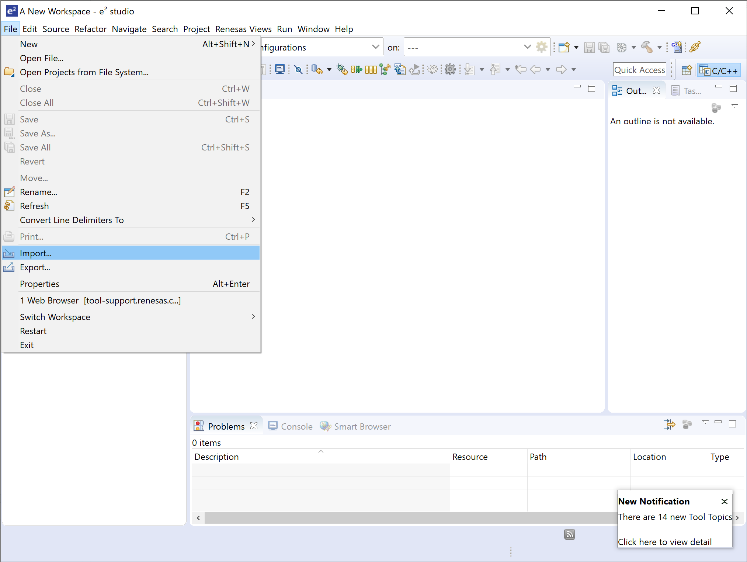 e² A New Workspace - e² studio
File Edit Source Refactor Navigate Search Project Renesas Views Run Window Help
New Alt+Shift+N
nfigurations
on: ---
Open File...
Open Projects from File System...
Quick Access
C/C++
Close Ctrl+W
Out...
Tas...
Close All Ctrl+Shift+W
Save Ctrl+S
An outline is not available.
Save As...
Save All Ctrl+Shift+S
Revert
Move...
Rename... F2
Refresh F5
Convert Line Delimiters To
Print... Ctrl+P
Import...
Export...
Properties Alt+Enter
1 Web Browser [tool-support.renesas.c...]
Switch Workspace
Restart
Exit
Problems Console Smart Browser
0 items
Description Resource Path Location Type
New Notification
There are 14 new Tool Topics
Click here to view detail